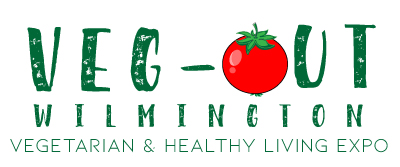 VEG-OUT
WILMINGTON
VEGETARIAN & HEALTHY LIVING EXPO